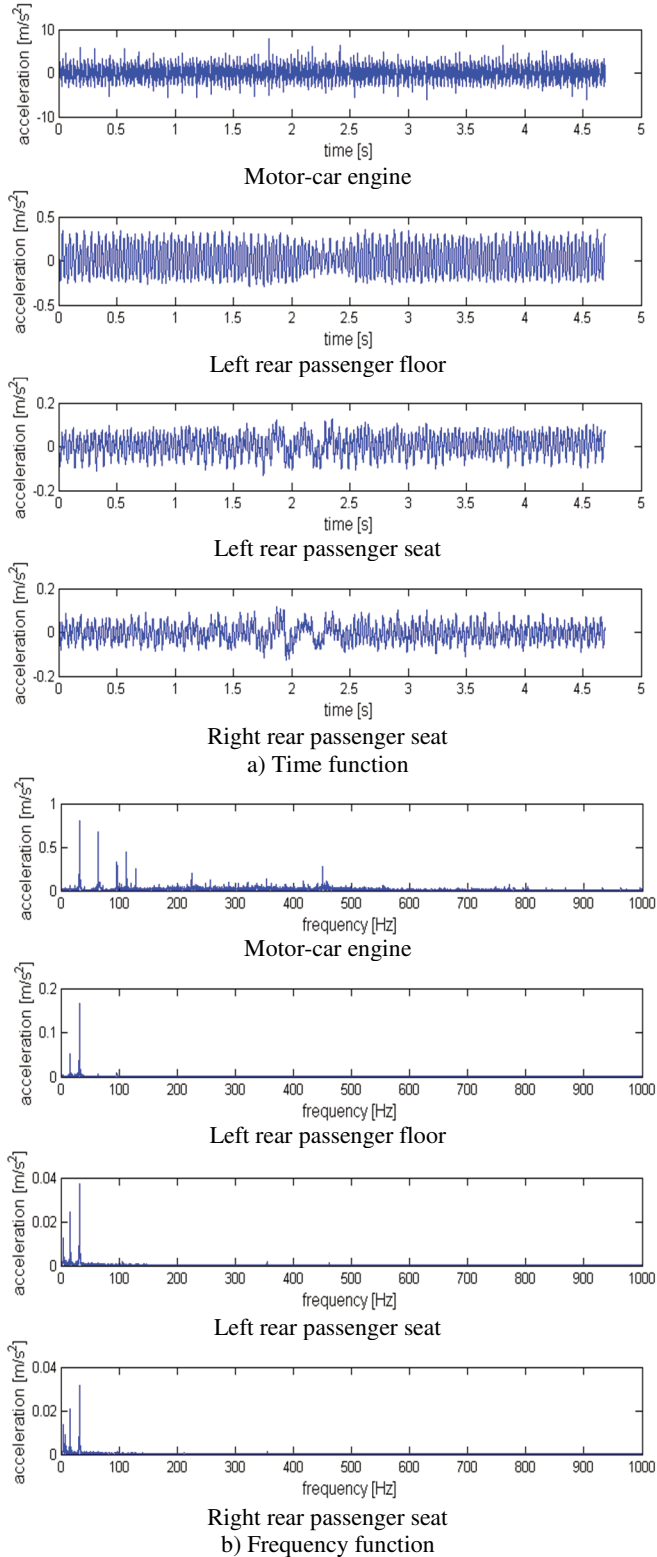 acceleration [m/s²]
10
0
-10
0 0.5 1 1.5 2 2.5 3 3.5 4 4.5 5
time [s]
Motor-car engine
acceleration [m/s²]
0.5
0
-0.5
0 0.5 1 1.5 2 2.5 3 3.5 4 4.5 5
time [s]
Left rear passenger floor
acceleration [m/s²]
0.2
0
-0.2
0 0.5 1 1.5 2 2.5 3 3.5 4 4.5 5
time [s]
Left rear passenger seat
acceleration [m/s²]
0.2
0
-0.2
0 0.5 1 1.5 2 2.5 3 3.5 4 4.5 5
time [s]
Right rear passenger seat
a) Time function
acceleration [m/s²]
1
0.5
0
0 100 200 300 400 500 600 700 800 900 1000
frequency [Hz]
Motor-car engine
acceleration [m/s²]
0.2
0.1
0
0 100 200 300 400 500 600 700 800 900 1000
frequency [Hz]
Left rear passenger floor
acceleration [m/s²]
0.04
0.02
0
0 100 200 300 400 500 600 700 800 900 1000
frequency [Hz]
Left rear passenger seat
acceleration [m/s²]
0.04
0.02
0
0 100 200 300 400 500 600 700 800 900 1000
frequency [Hz]
Right rear passenger seat
b) Frequency function